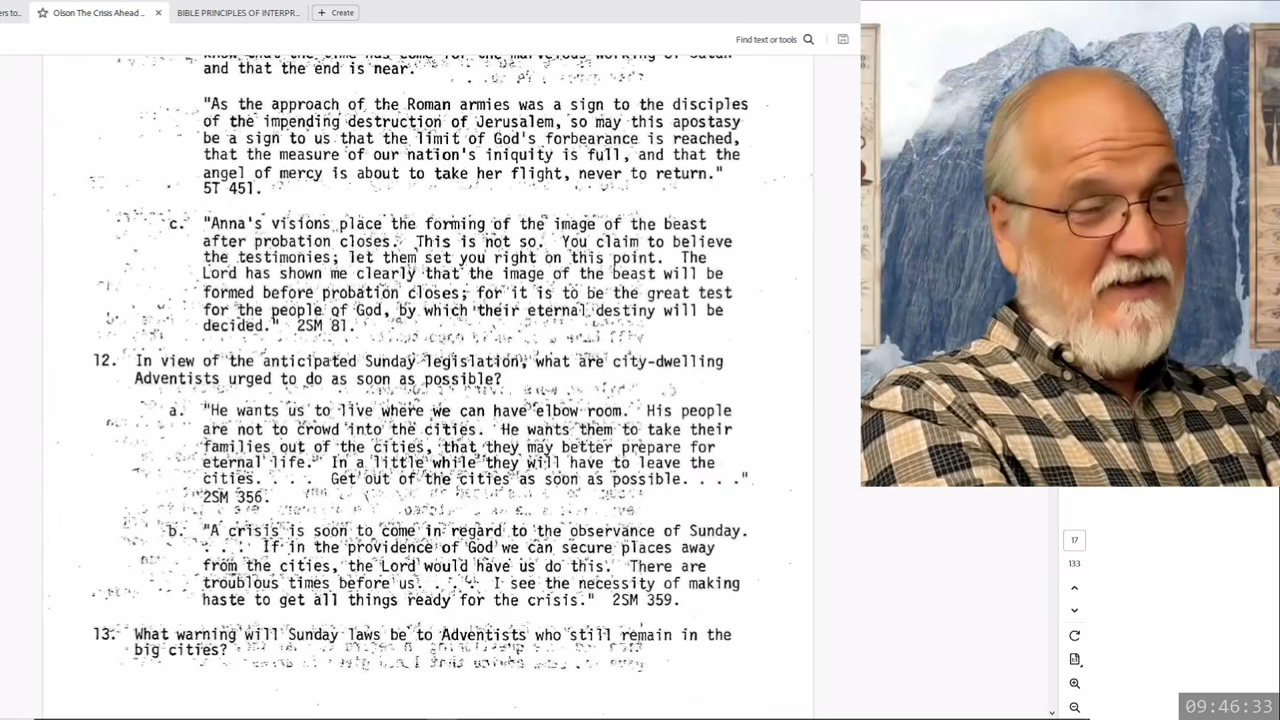 ers to..
Olson The Crisis Ahead ..
BIBLE PRINCIPLES OF INTERPR...
Create
Find text or tools
know that the time has come for the marvelous working of Satan
and that the end is near.
"As the approach of the Roman armies was a sign to the disciples
of the impending destruction of Jerusalem, so may this apostasy
be a sign to us that the limit of God's forbearance is reached,
that the measure of our nation's iniquity is full, and that the
angel of mercy is about to take her flight, never to return."
5T 451.
c. "Anna's visions place the forming of the image of the beast
after probation closes. This is not so. You claim to believe
the testimonies; let them set you right on this point. The
Lord has shown me clearly that the image of the beast will be
formed before probation closes; for it is to be the great test
for the people of God, by which their eternal destiny will be
decided." 2SM 81.
12. In view of the anticipated Sunday legislation, what are city-dwelling
Adventists urged to do as soon as possible?
a. "He wants us to live where we can have elbow room. His people
are not to crowd into the cities. He wants them to take their
families out of the cities, that they may better prepare for
eternal life. In a little while they will have to leave the
cities. . . . Get out of the cities as soon as possible. . . ."
2SM 356.
b. "A crisis is soon to come in regard to the observance of Sunday.
. . . If in the providence of God we can secure places away
from the cities, the Lord would have us do this. There are
troublous times before us. . . . I see the necessity of making
haste to get all things ready for the crisis." 2SM 359.
13. What warning will Sunday laws be to Adventists who still remain in the
big cities?
17
133
09:46:33